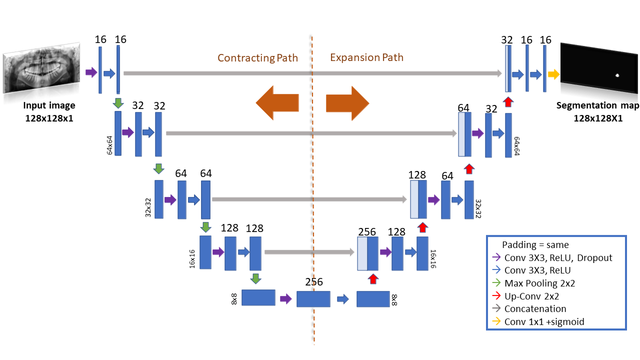 Contracting Path
Expansion Path
16 16
32 16 16
Input image
128x128x1
Segmentation map
128x128X1
64x64
32 32
64 32
64x64
32x32
64 64
128 64
32x32
16x16
128 128
256 128
16x16
8x8
256
8x8
Padding = same
Conv 3X3, ReLU, Dropout
Conv 3X3, ReLU
Max Pooling 2x2
Up-Conv 2x2
Concatenation
Conv 1x1 +sigmoid